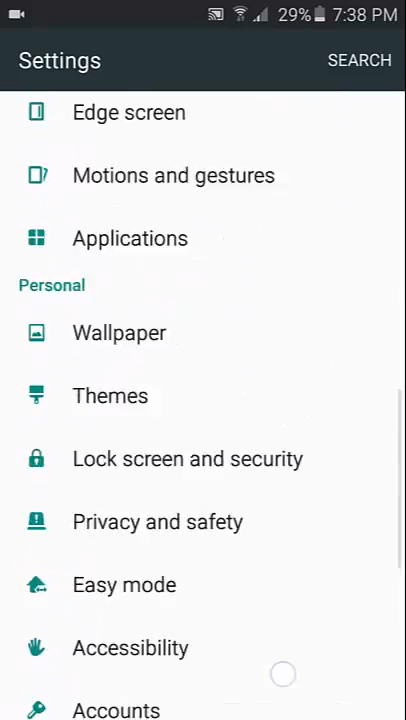 29% 7:38 PM
Settings
SEARCH
Edge screen
Motions and gestures
Applications
Personal
Wallpaper
Themes
Lock screen and security
Privacy and safety
Easy mode
Accessibility
Accounts